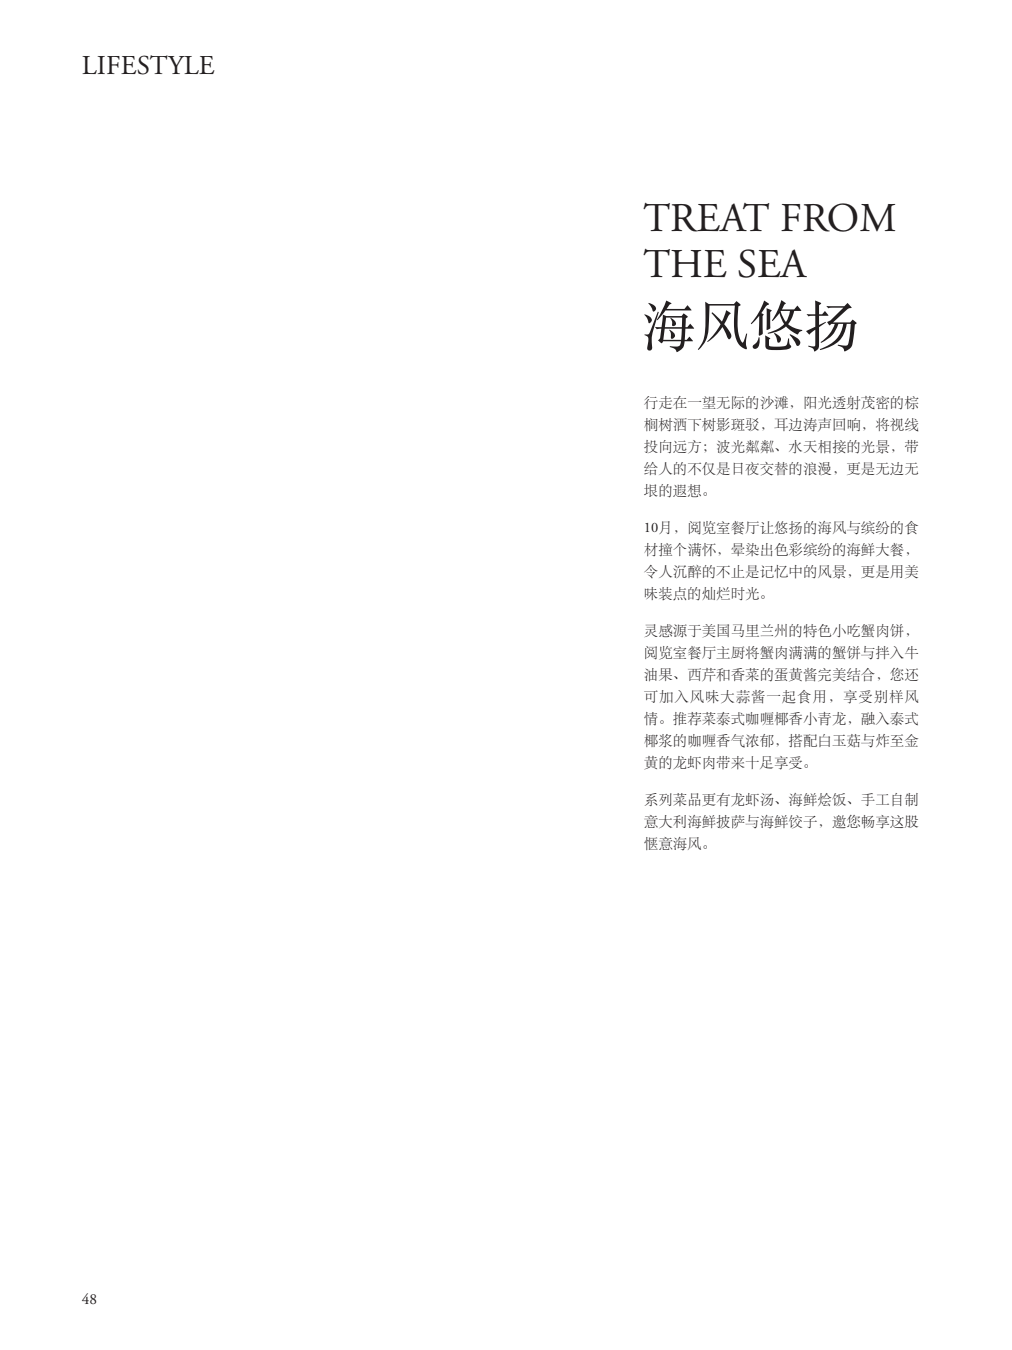 LIFESTYLE
TREAT FROM
THE SEA
海风悠扬
行走在一望无际的沙滩，阳光透射茂密的棕
榈树洒下树影斑驳，耳边涛声回响，将视线
投向远方；波光粼粼、水天相接的光景，带
给人的不仅是日夜交替的浪漫，更是无边无
垠的遐想。
10月，阅览室餐厅让悠扬的海风与缤纷的食
材撞个满怀，晕染出色彩缤纷的海鲜大餐，
令人沉醉的不止是记忆中的风景，更是用美
味装点的灿烂时光。
灵感源于美国马里兰州的特色小吃蟹肉饼，
阅览室餐厅主厨将蟹肉满满的蟹饼与拌入牛
油果、西芹和香菜的蛋黄酱完美结合，您还
可加入风味大蒜酱一起食用，享受别样风
情。推荐菜泰式咖喱椰香小青龙，融入泰式
椰浆的咖喱香气浓郁，搭配白玉菇与炸至金
黄的龙虾肉带来十足享受。
系列菜品更有龙虾汤、海鲜烩饭、手工自制
意大利海鲜披萨与海鲜饺子，邀您畅享这股
惬意海风。
48